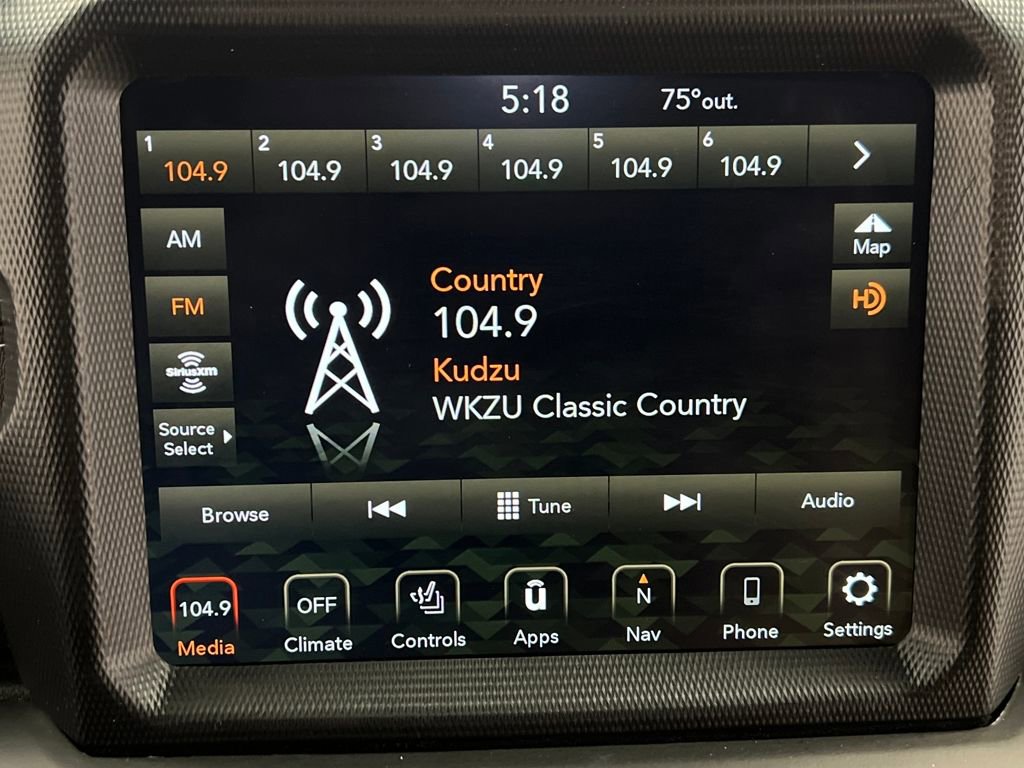 5:18 75°out.
1 2 3 4 5 6
104.9 104.9 104.9 104.9 104.9 104.9
AM
Map
FM
HD
SiriusXM
Source
Select
Country
104.9
Kudzu
WKZU Classic Country
Browse Tune Audio
104.9 OFF u N
Media Climate Controls Apps Nav Phone Settings